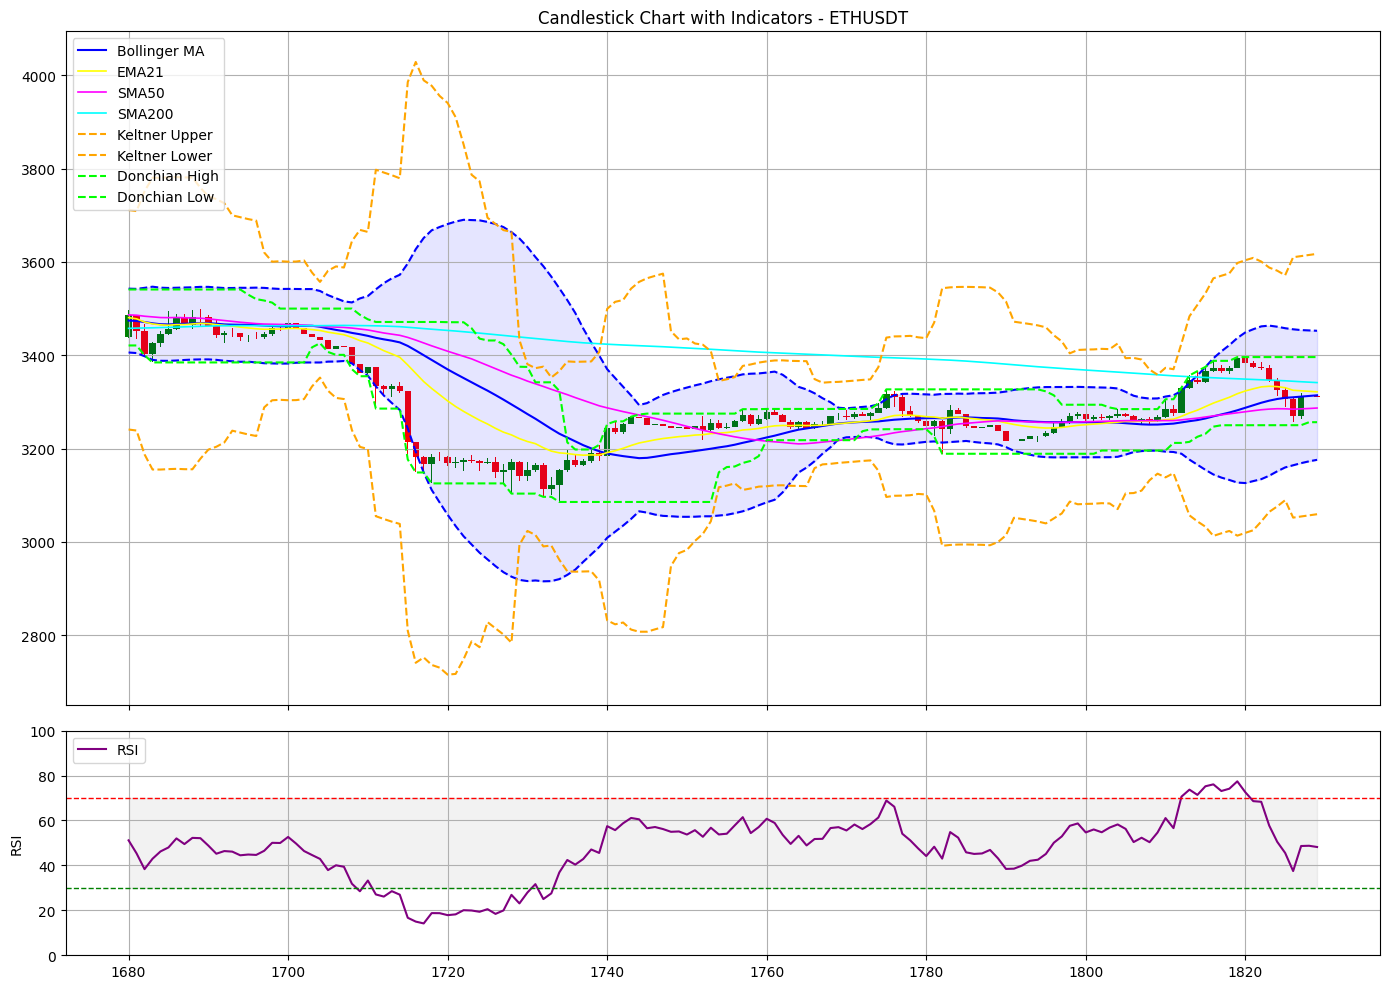 Candlestick Chart with Indicators - ETHUSDT
Bollinger MA
EMA21
SMA50
SMA200
Keltner Upper
Keltner Lower
Donchian High
Donchian Low
4000
3800
3600
3400
3200
3000
2800
RSI
RSI
100
80
60
40
20
0
1680
1700
1720
1740
1760
1780
1800
1820